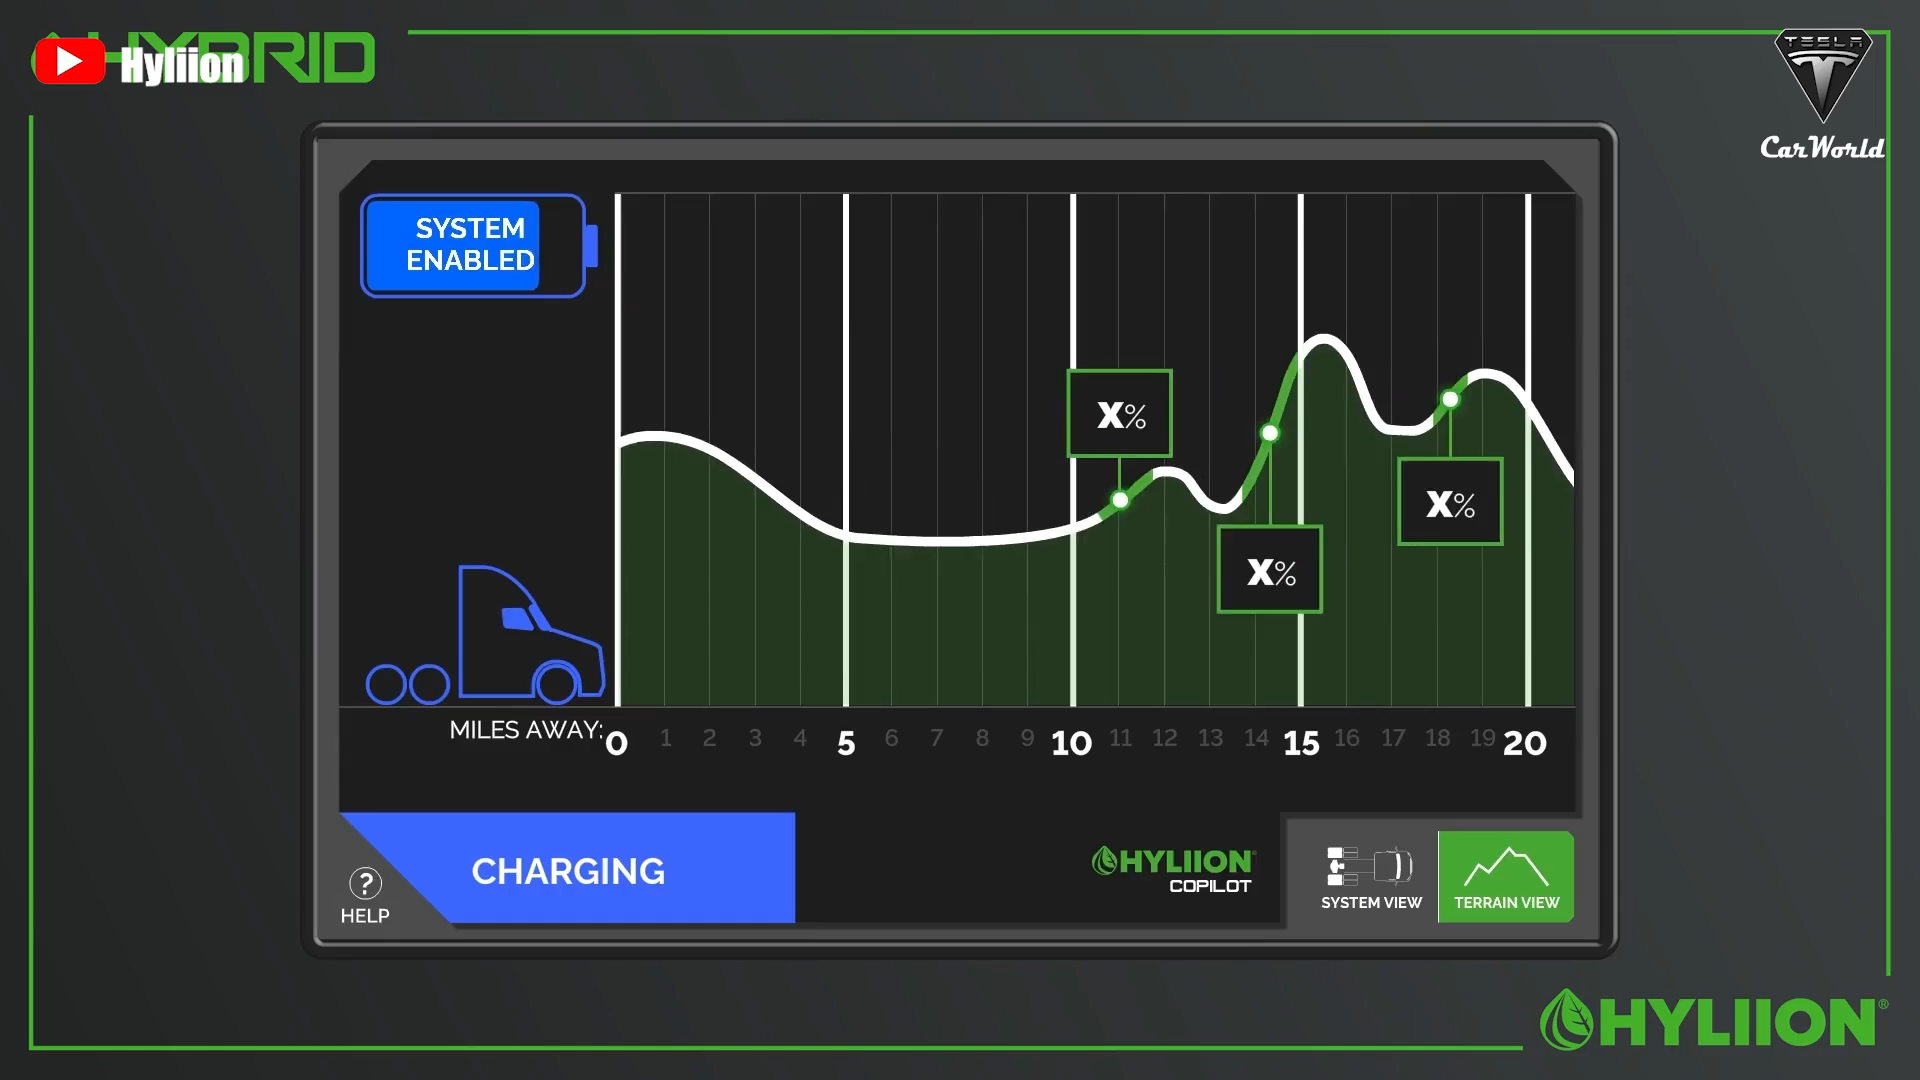 HYBRID
Hyliion
TESLA
CarWorld
SYSTEM
ENABLED
X%
X%
X%
MILES AWAY:
0 1 2 3 4 5 6 7 8 9 10 11 12 13 14 15 16 17 18 19 20
CHARGING
?
HELP
HYLIION
COPILOT
SYSTEM VIEW
TERRAIN VIEW
HYLIION®